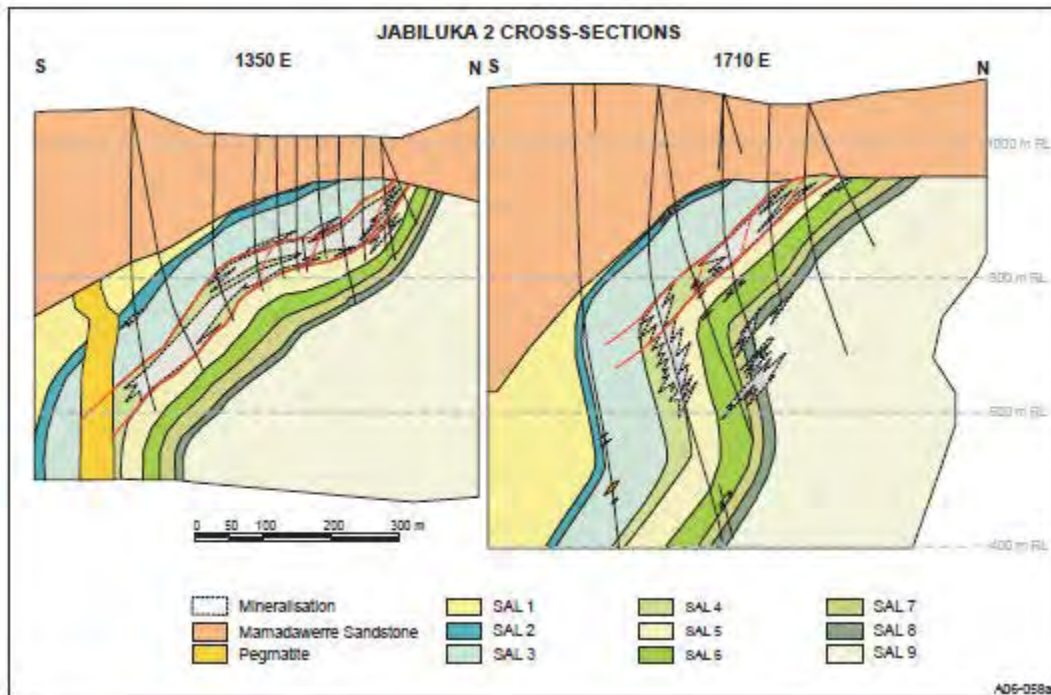 JABILUKA 2 CROSS-SECTIONS
S 1350 E N
S 1710 E N
1000 m RL
800 m RL
600 m RL
400 m RL
0 50 100 200 300 m
Mineralisation
Mamadawerre Sandstone
Pegmatite
SAL 1
SAL 2
SAL 3
SAL 4
SAL 5
SAL 6
SAL 7
SAL 8
SAL 9